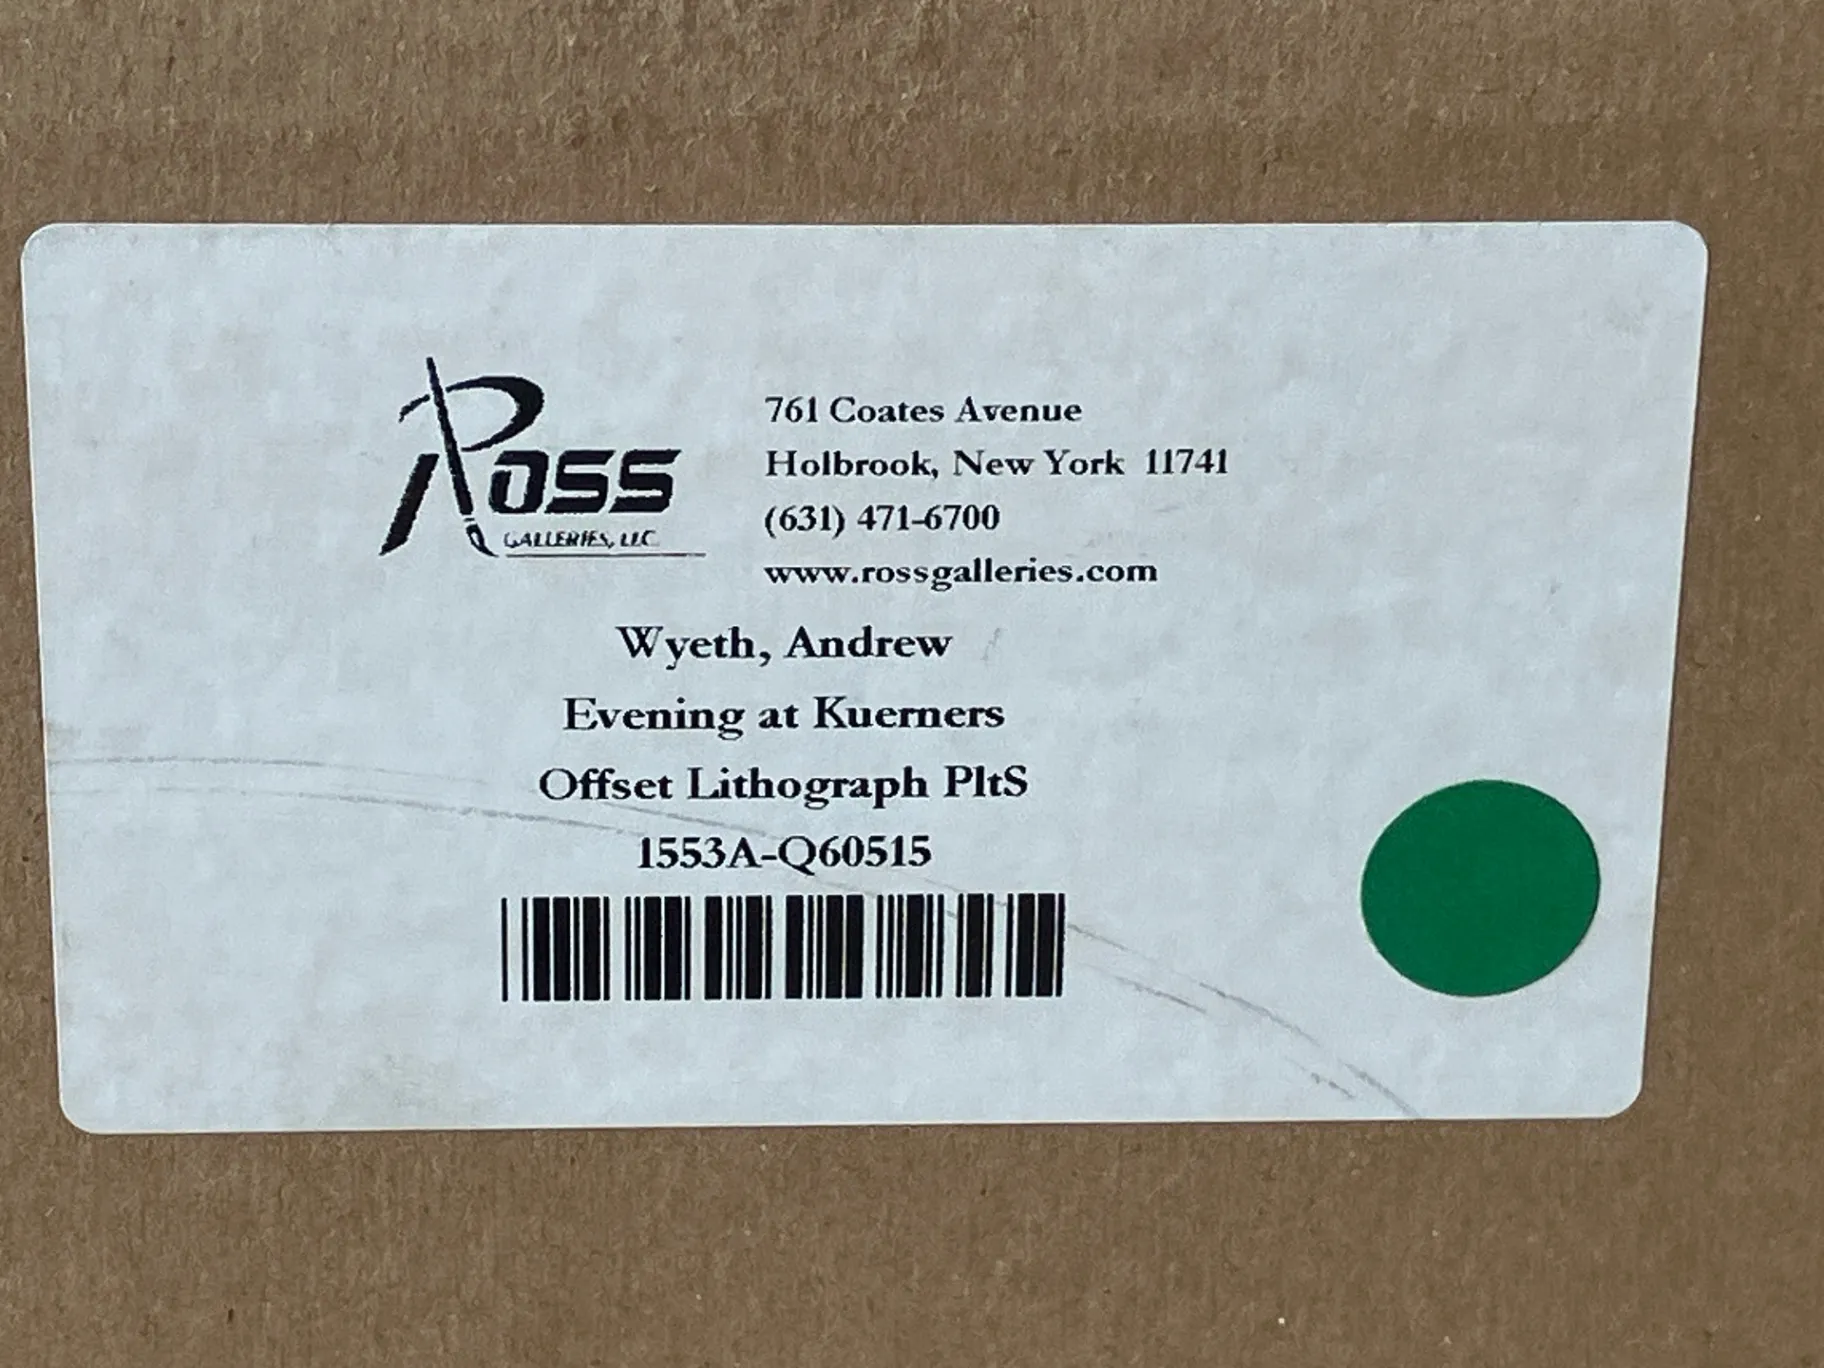 Ross
GALLERIES, LLC
761 Coates Avenue
Holbrook, New York 11741
(631) 471-6700
www.rossgalleries.com
Wyeth, Andrew
Evening at Kuerners
Offset Lithograph PltS
1553A-Q60515